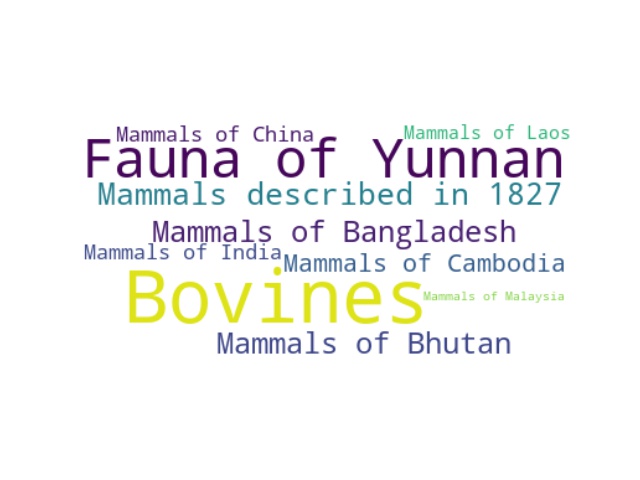 Mammals of China
Mammals of Laos
Fauna of Yunnan
Mammals described in 1827
Mammals of Bangladesh
Mammals of India
Mammals of Cambodia
Bovines
Mammals of Malaysia
Mammals of Bhutan